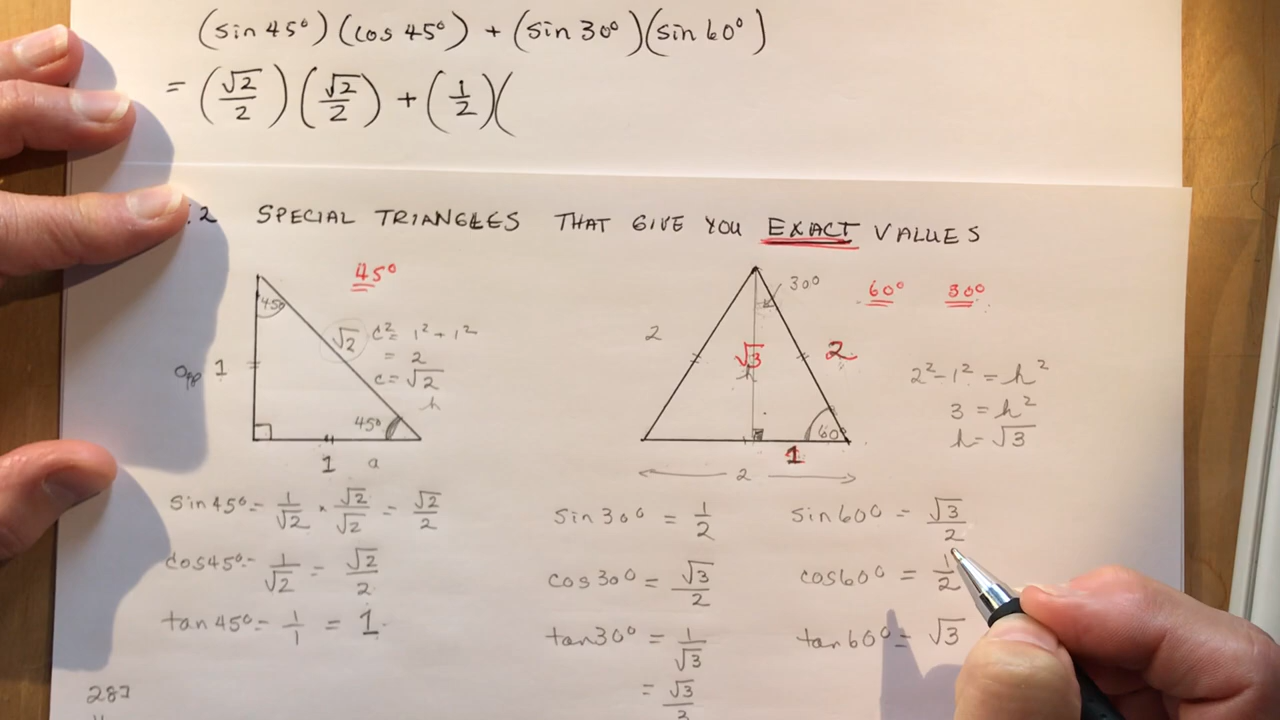 (sin 45°)(cos 45°) + (sin 30°)(sin 60°)
= (√2/2)(√2/2) + (1/2)(
.2 SPECIAL TRIANGLES THAT GIVE YOU EXACT VALUES
45°
45°
√2
c² = 1² + 1²
= 2
c = √2
h
opp 1
45°
1 a
30°
60° 30°
2
√3
h
2
2² - 1² = h²
3 = h²
h = √3
60°
1
2
sin 45° = 1/√2 × √2/√2 = √2/2
cos 45° = 1/√2 = √2/2
tan 45° = 1/1 = 1
sin 30° = 1/2
cos 30° = √3/2
tan 30° = 1/√3
= √3/3
sin 60° = √3/2
cos 60° = 1/2
tan 60° = √3
287